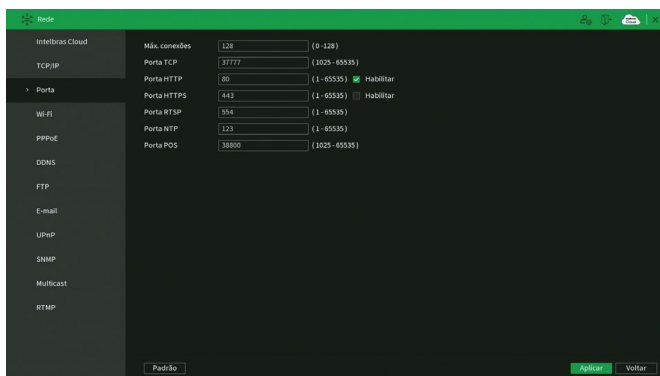 Rede
Intelbras Cloud
TCP/IP
> Porta
Wi-Fi
PPPoE
DDNS
FTP
E-mail
UPnP
SNMP
Multicast
RTMP
Máx. conexões 128 (0 -128)
Porta TCP 37777 (1025 - 65535)
Porta HTTP 80 (1 - 65535) Habilitar
Porta HTTPS 443 (1 - 65535) Habilitar
Porta RTSP 554 (1 - 65535)
Porta NTP 123 (1 - 65535)
Porta POS 38800 (1025 - 65535)
Padrão Aplicar Voltar